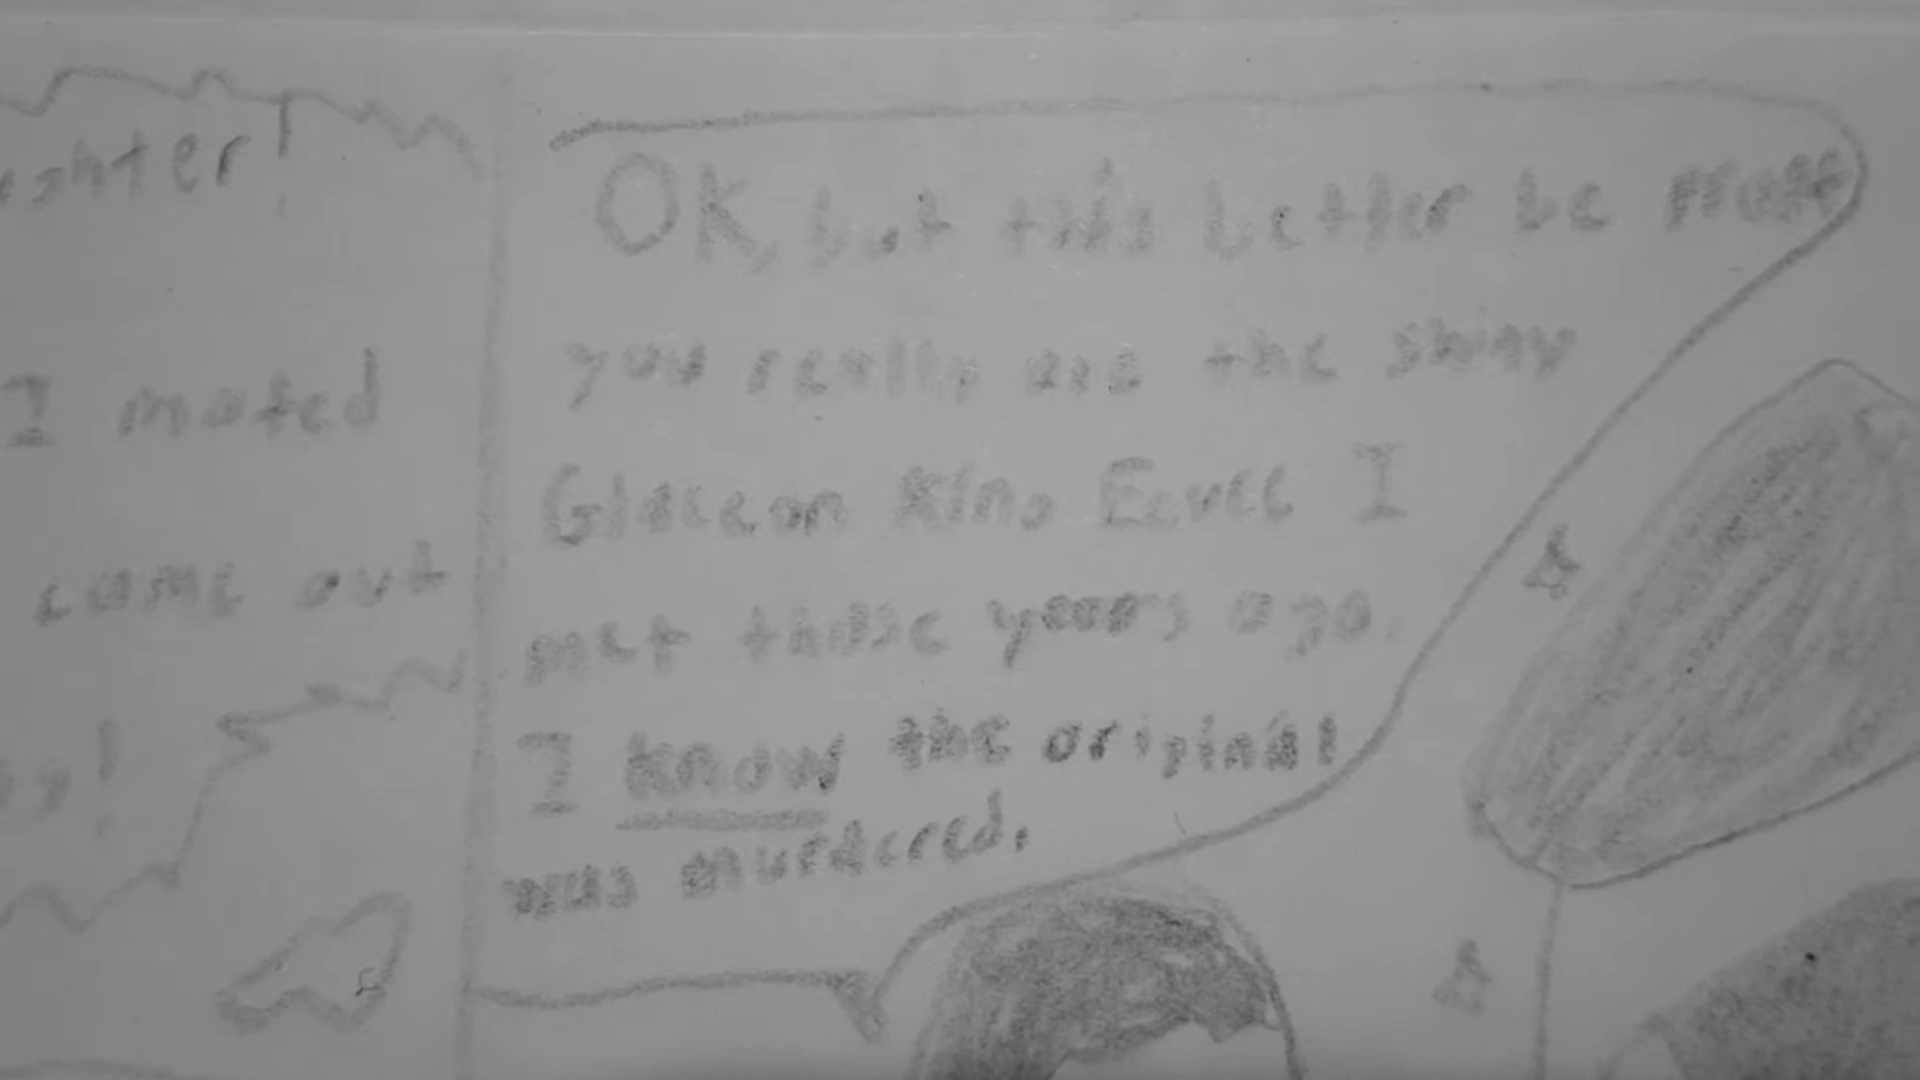 ghter!
I mated
came out
y!
OK, but this better be
you really are the shiny
Glaceon King Eevee I
met those years ago.
I know the original
was murdered.